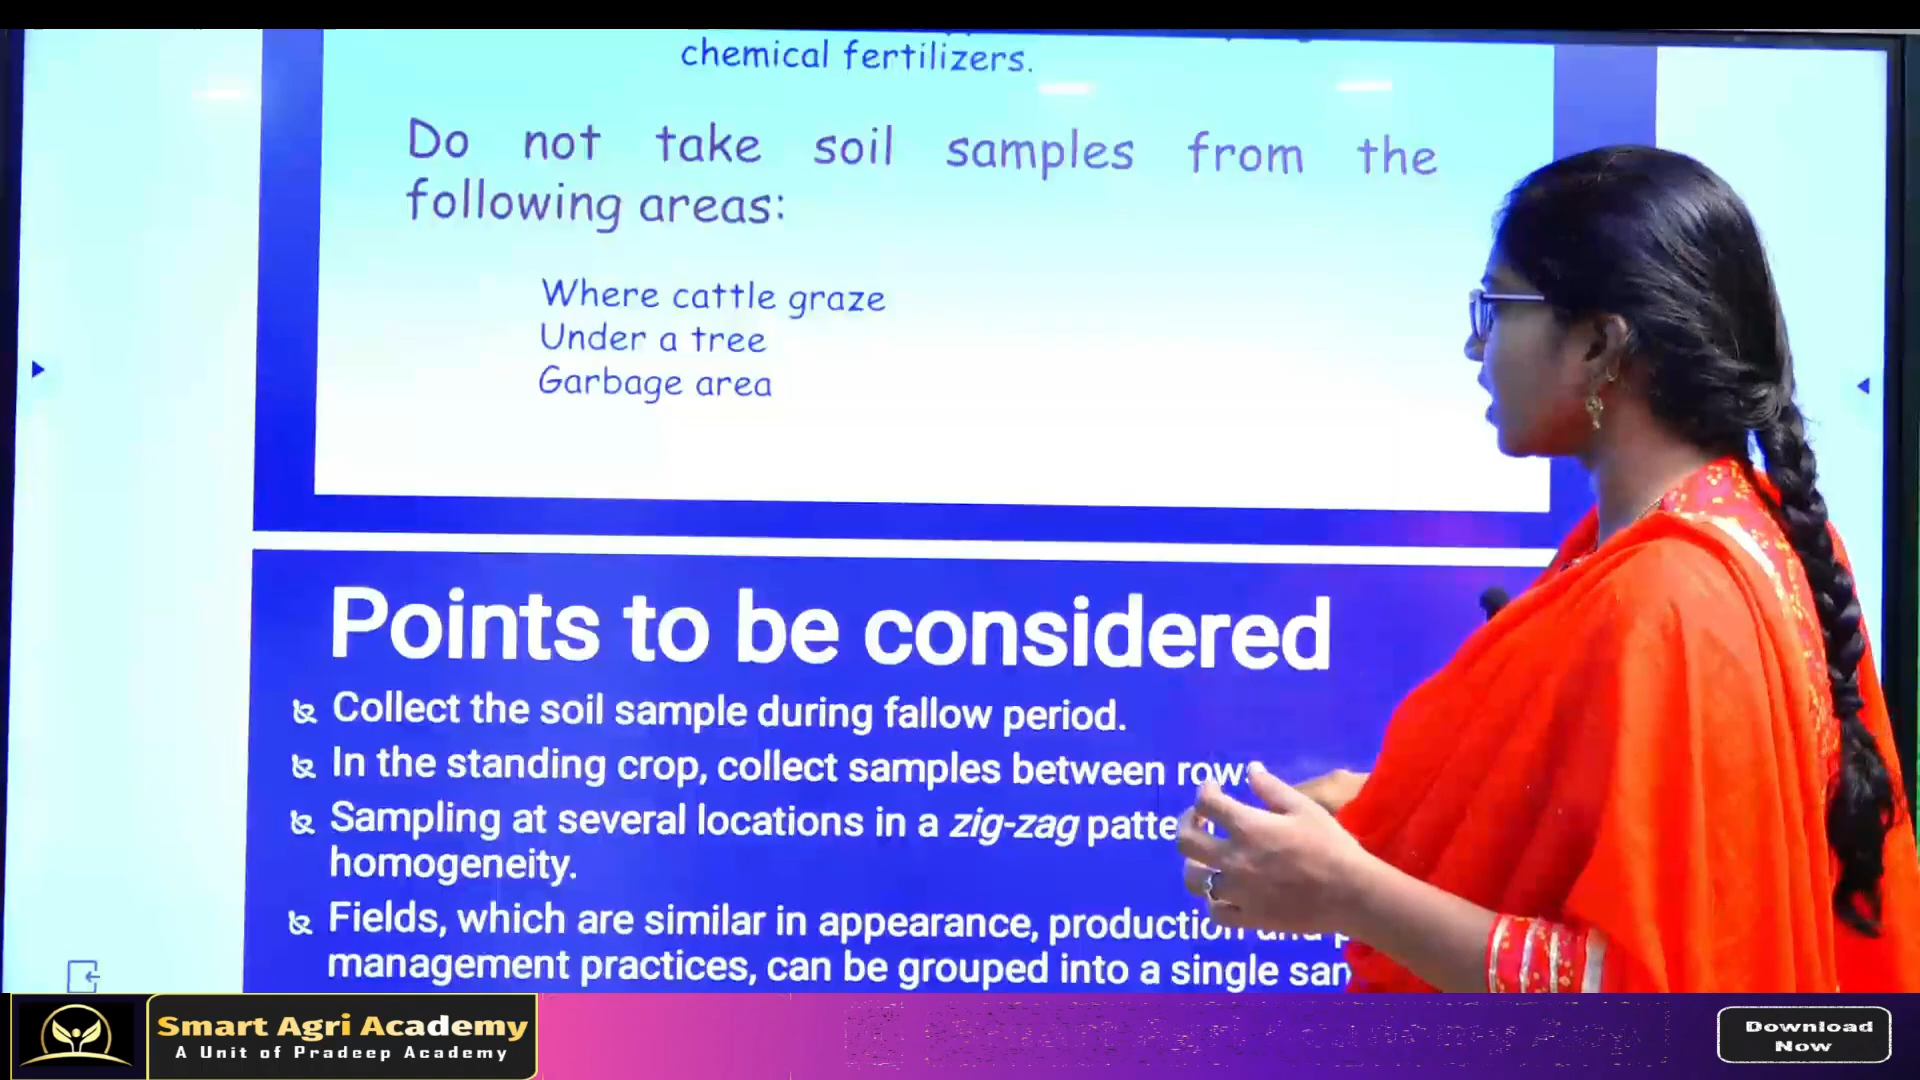 chemical fertilizers.
Do not take soil samples from the
following areas:
Where cattle graze
Under a tree
Garbage area
Points to be considered
Collect the soil sample during fallow period.
In the standing crop, collect samples between rows
Sampling at several locations in a zig-zag
homogeneity.
Fields, which are similar in appearance,
management practices, can be grouped into a single
Smart Agri Academy
A Unit of Pradeep Academy
Download
Now